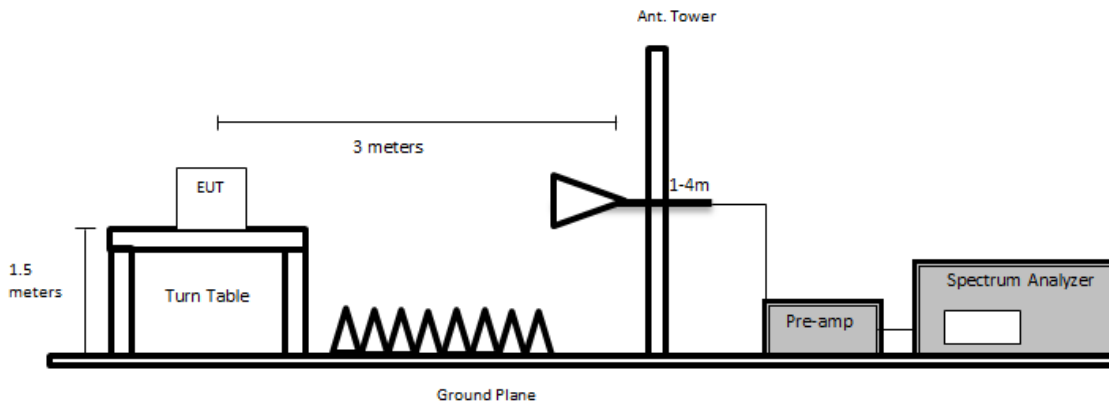 Ant. Tower
3 meters
EUT
1-4m
1.5
meters
Turn Table
Spectrum Analyzer
Pre-amp
Ground Plane